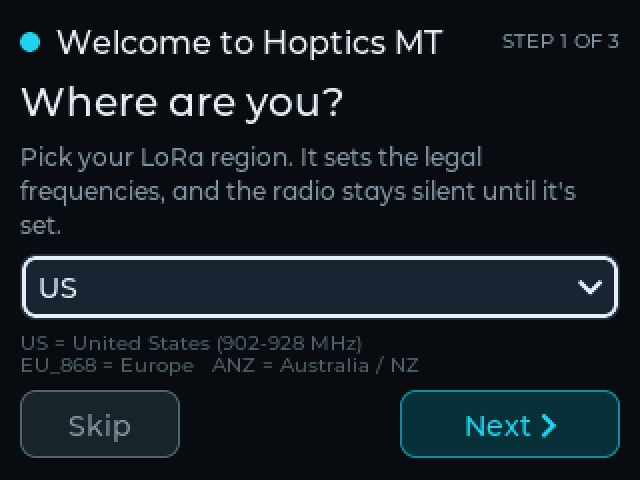 Welcome to Hoptics MT
STEP 1 OF 3
Where are you?
Pick your LoRa region. It sets the legal
frequencies, and the radio stays silent until it's
set.
US
US = United States (902-928 MHz)
EU_868 = Europe   ANZ = Australia / NZ
Skip
Next